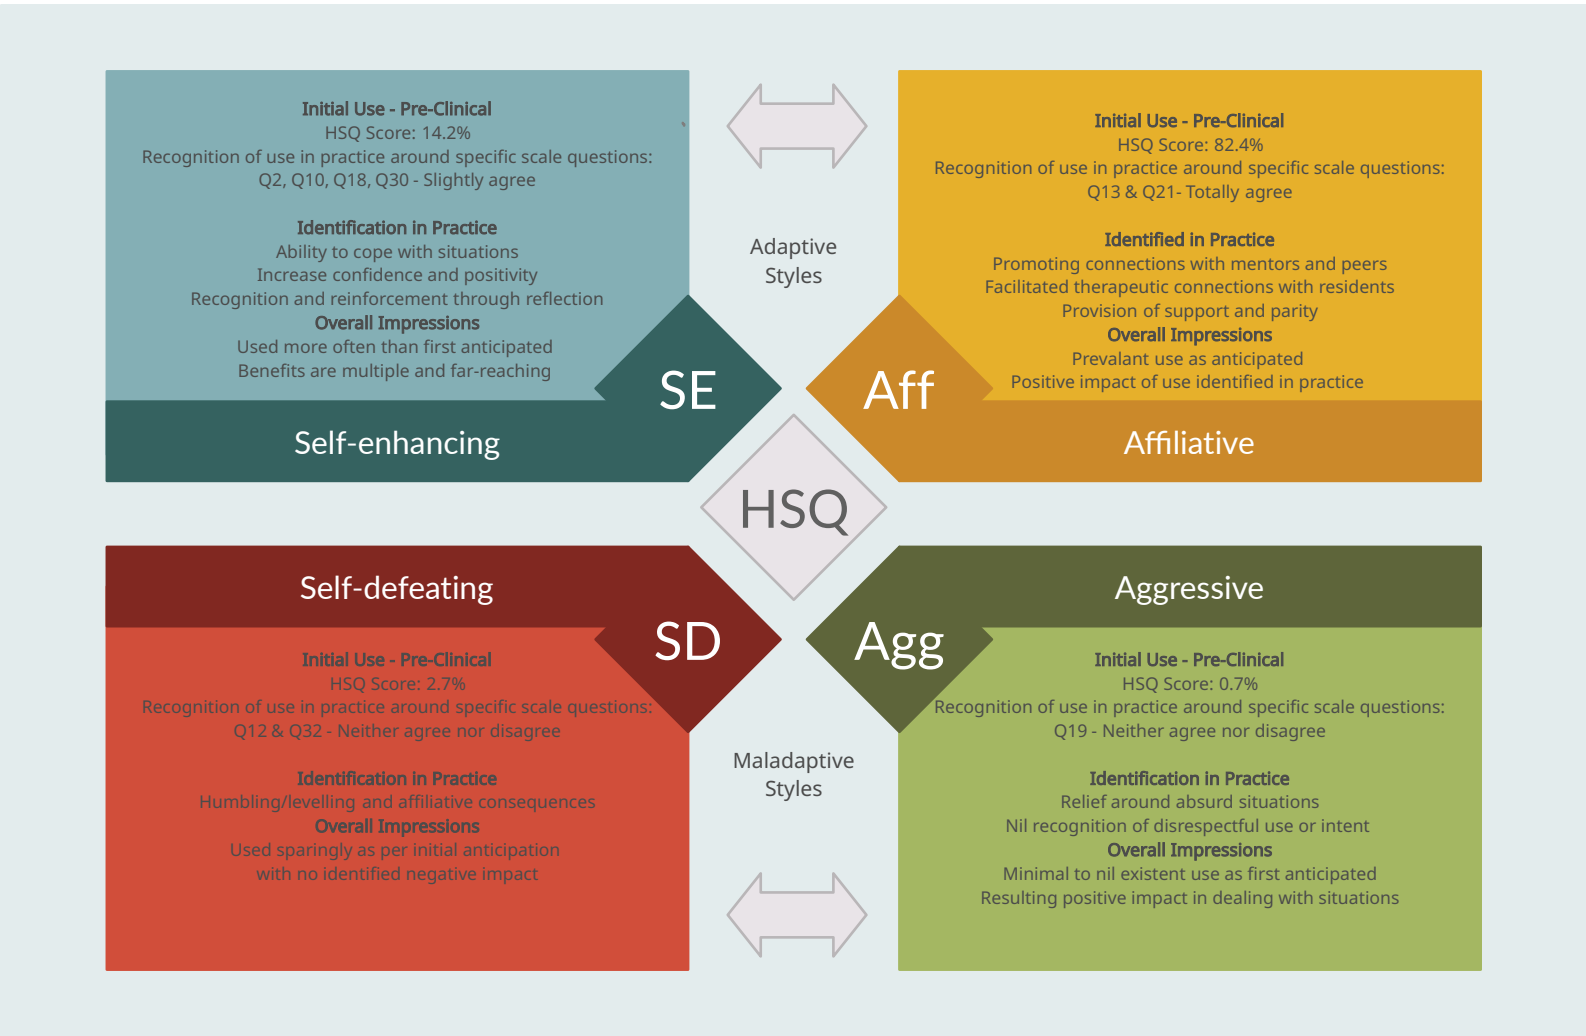 Initial Use - Pre-Clinical
HSQ Score: 14.2%
Recognition of use in practice around specific scale questions:
Q2, Q10, Q18, Q30 - Slightly agree
Identification in Practice
Ability to cope with situations
Increase confidence and positivity
Recognition and reinforcement through reflection
Overall Impressions
Used more often than first anticipated
Benefits are multiple and far-reaching
SE
Self-enhancing
Adaptive
Styles
Initial Use - Pre-Clinical
HSQ Score: 82.4%
Recognition of use in practice around specific scale questions:
Q13 & Q21- Totally agree
Identified in Practice
Promoting connections with mentors and peers
Facilitated therapeutic connections with residents
Provision of support and parity
Overall Impressions
Prevalant use as anticipated
Positive impact of use identified in practice
Aff
Affiliative
HSQ
Self-defeating
SD
Initial Use - Pre-Clinical
HSQ Score: 2.7%
Recognition of use in practice around specific scale questions:
Q12 & Q32 - Neither agree nor disagree
Identification in Practice
Humbling/levelling and affiliative consequences
Overall Impressions
Used sparingly as per initial anticipation
with no identified negative impact
Maladaptive
Styles
Aggressive
Agg
Initial Use - Pre-Clinical
HSQ Score: 0.7%
Recognition of use in practice around specific scale questions:
Q19 - Neither agree nor disagree
Identification in Practice
Relief around absurd situations
Nil recognition of disrespectful use or intent
Overall Impressions
Minimal to nil existent use as first anticipated
Resulting positive impact in dealing with situations